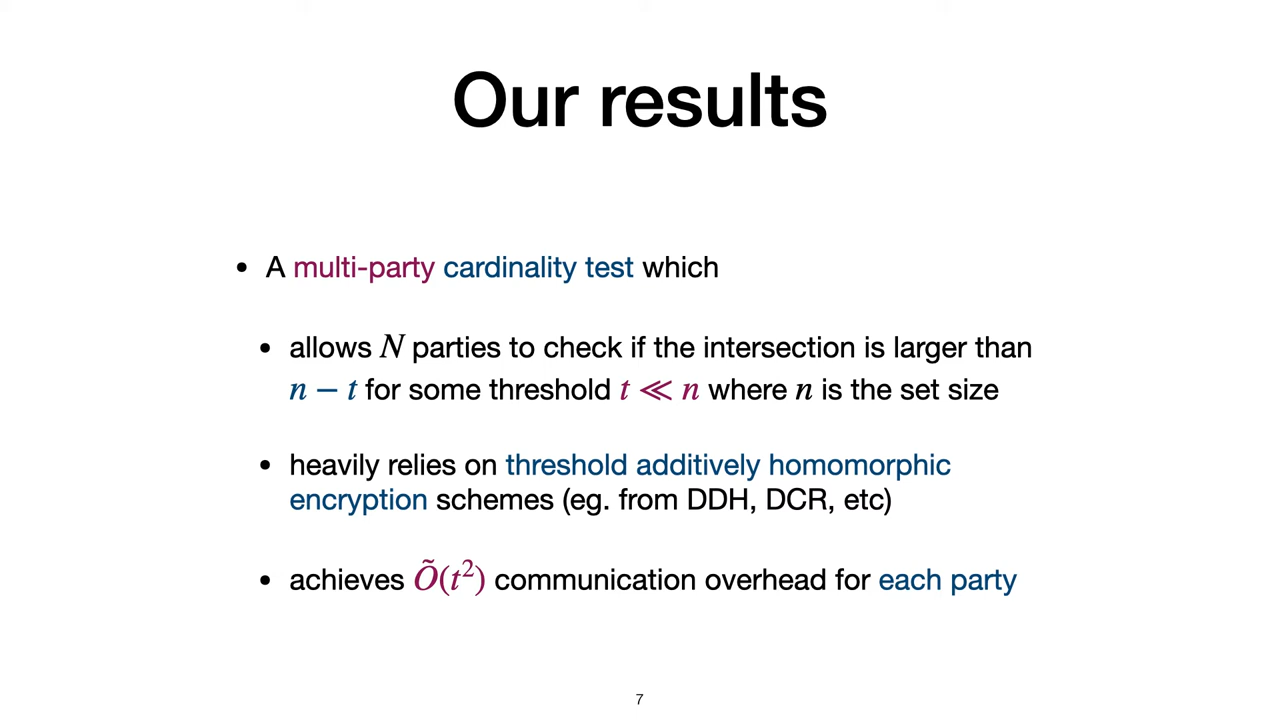 Our results
• A multi-party cardinality test which
• allows N parties to check if the intersection is larger than
n − t for some threshold t ≪ n where n is the set size
• heavily relies on threshold additively homomorphic
encryption schemes (eg. from DDH, DCR, etc)
• achieves Õ(t²) communication overhead for each party
7